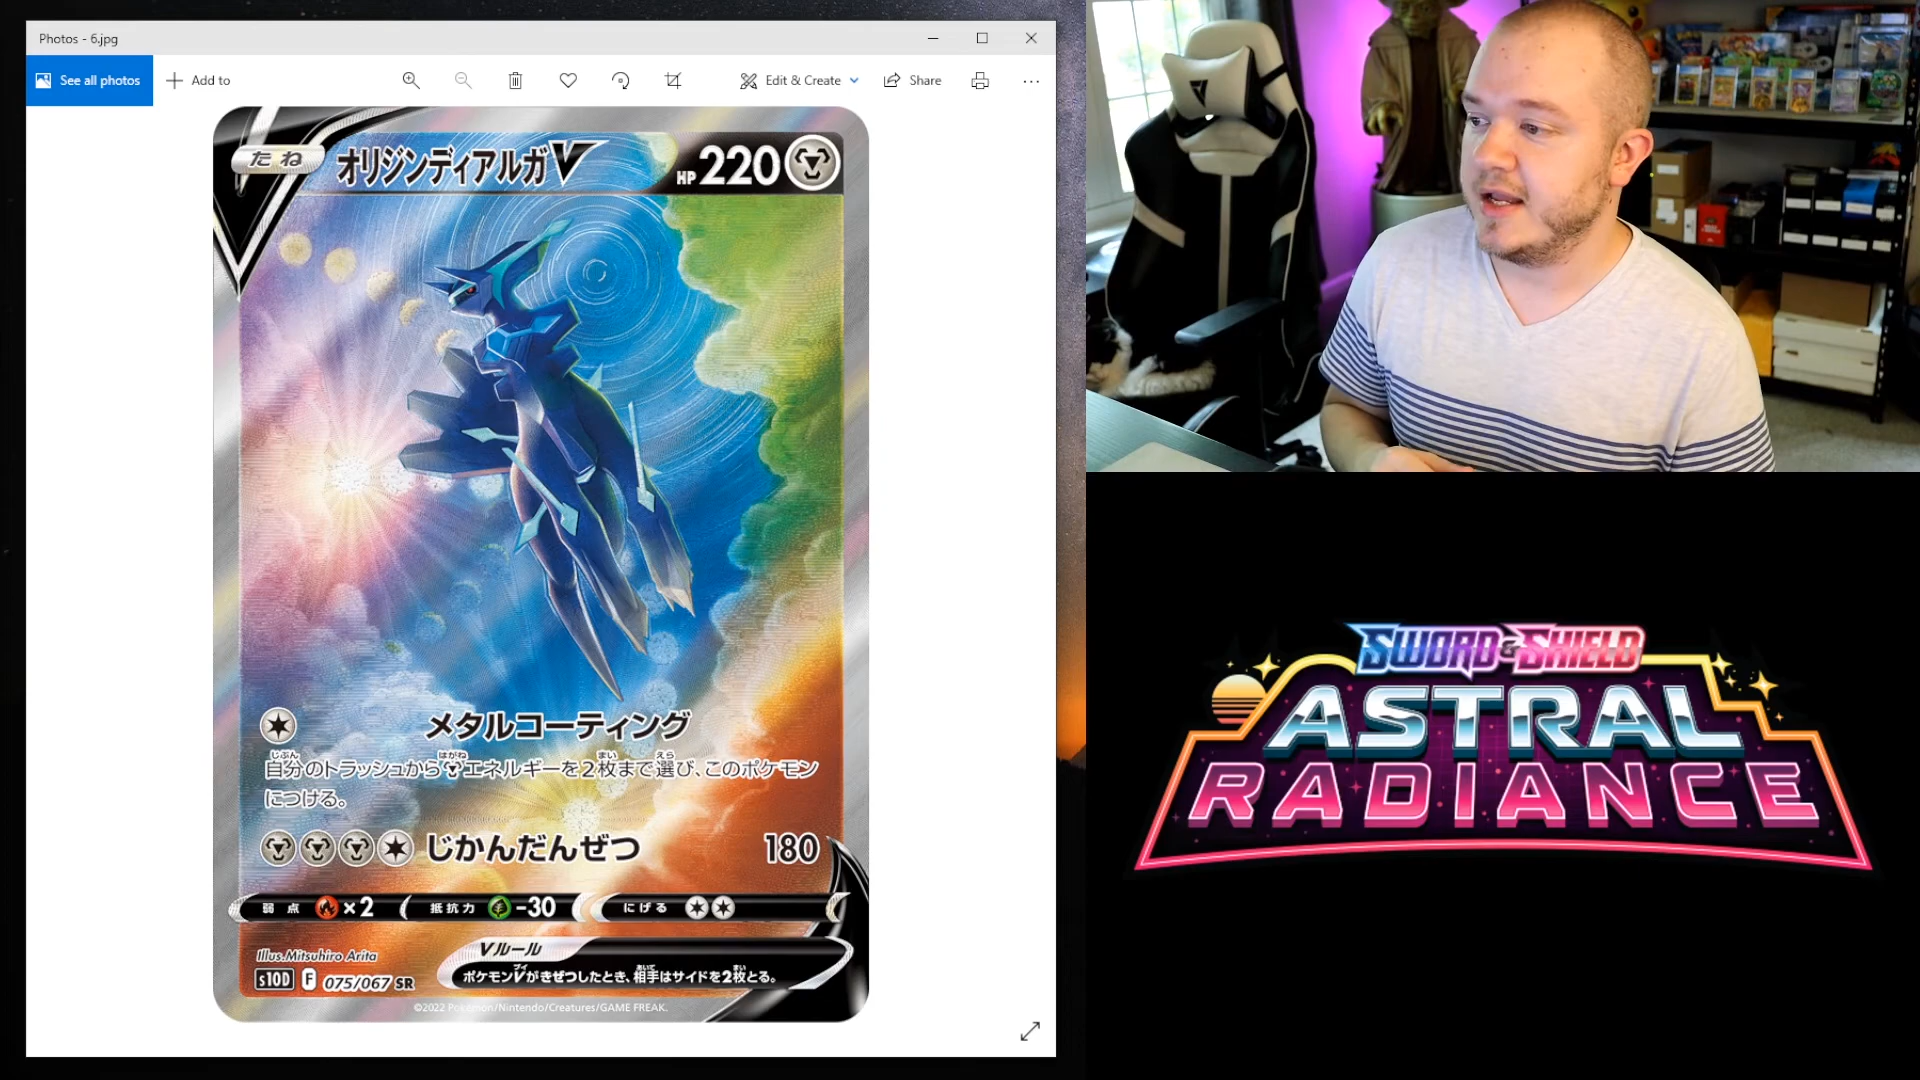 Photos - 6.jpg
See all photos
Add to
Edit & Create
Share
たね
オリジンディアルガV
HP 220
メタルコーティング
自分のトラッシュからエネルギーを2枚まで選び、このポケモン
につける。
じかんだんぜつ 180
弱点 ×2 抵抗力 -30 にげる
Illus. Mitsuhiro Arita
Vルール
ポケモンVがきぜつしたとき、相手はサイドを2枚とる。
s10D F 075/067 SR
©2022 Pokémon/Nintendo/Creatures/GAME FREAK.
SWORD & SHIELD
ASTRAL
RADIANCE